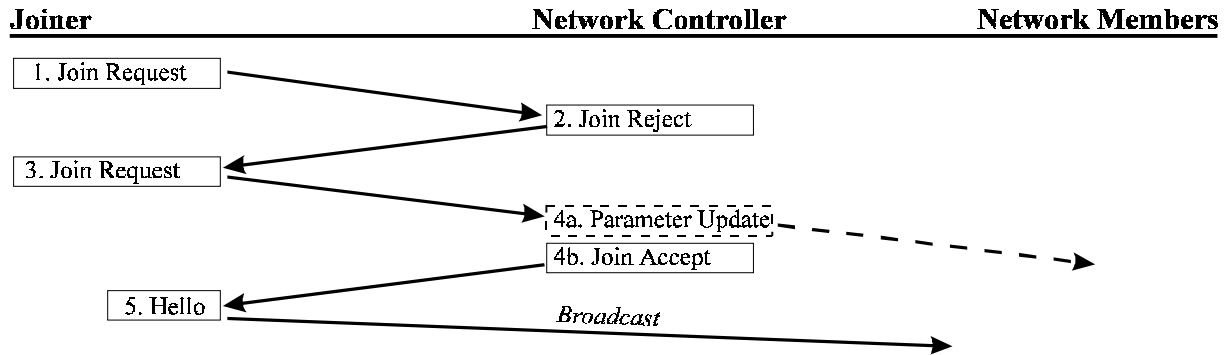 Joiner Network Controller Network Members
1. Join Request
2. Join Reject
3. Join Request
4a. Parameter Update
4b. Join Accept
5. Hello
Broadcast